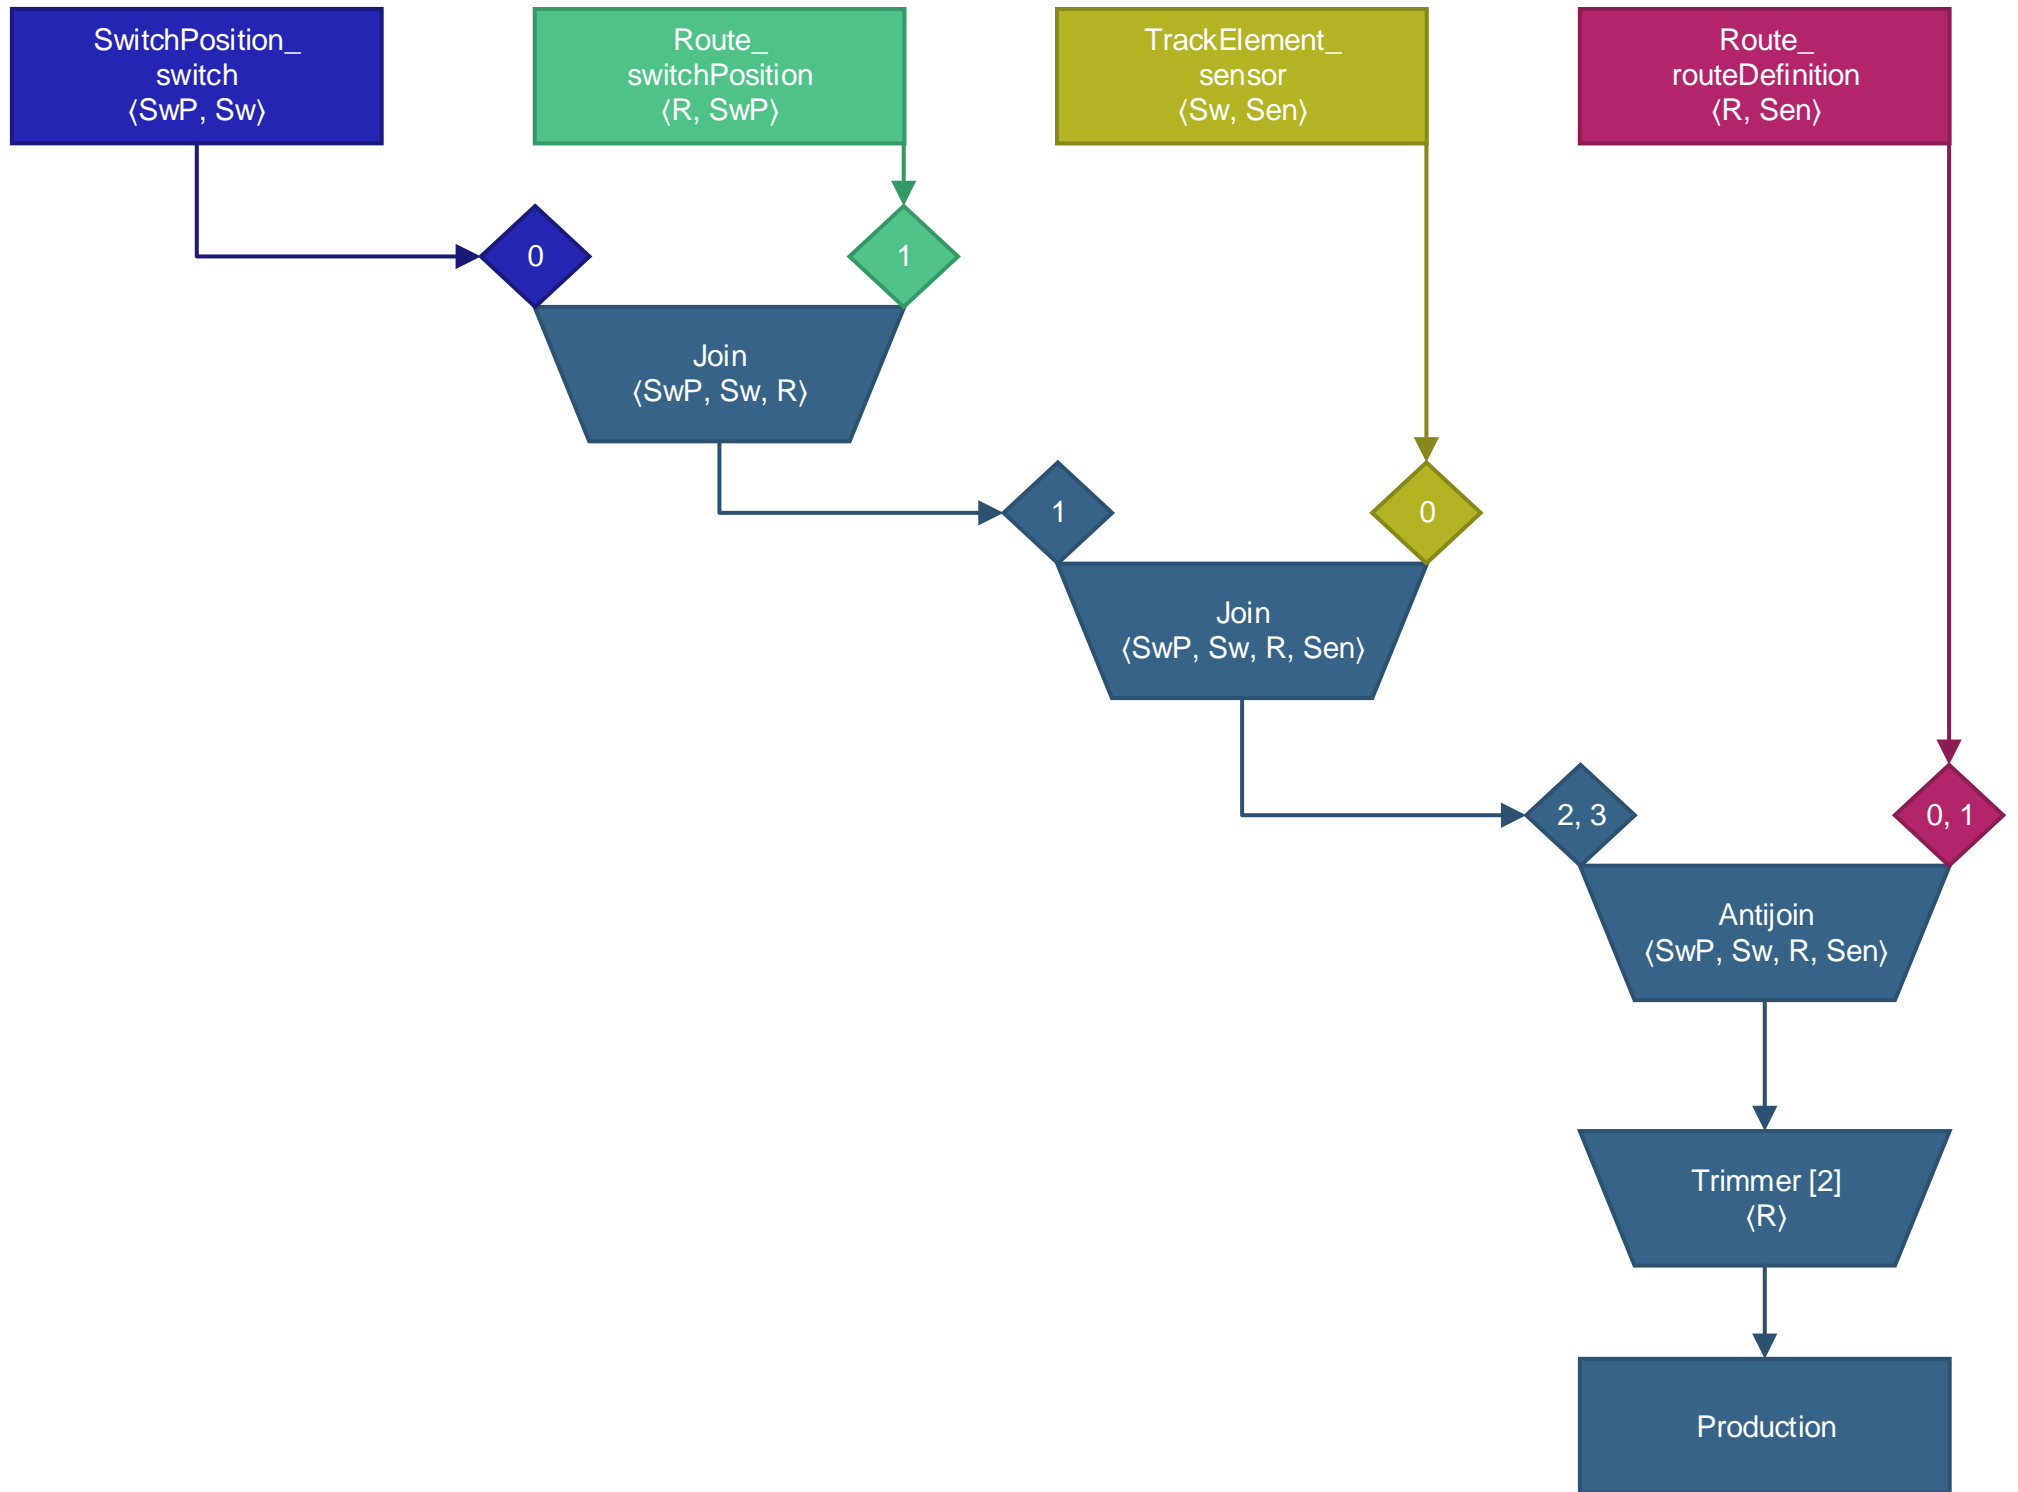 SwitchPosition_
switch
⟨SwP, Sw⟩
Route_
switchPosition
⟨R, SwP⟩
TrackElement_
sensor
⟨Sw, Sen⟩
Route_
routeDefinition
⟨R, Sen⟩
0
1
Join
⟨SwP, Sw, R⟩
1
0
Join
⟨SwP, Sw, R, Sen⟩
2, 3
0, 1
Antijoin
⟨SwP, Sw, R, Sen⟩
Trimmer [2]
⟨R⟩
Production